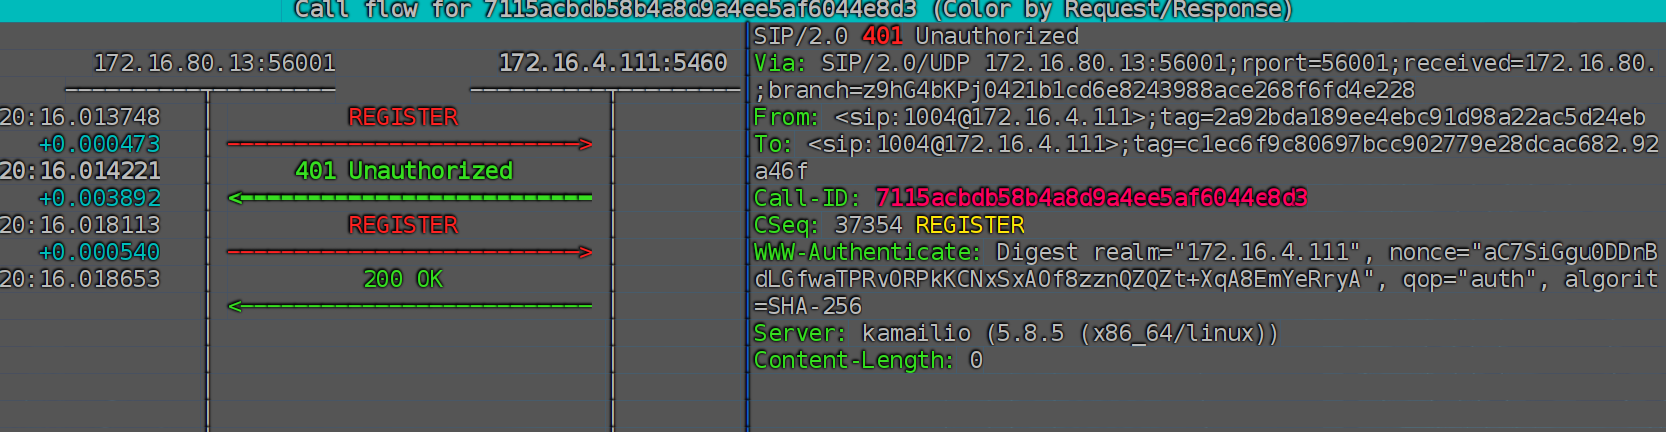 Call flow for 7115acbdb58b4a8d9a4ee5af6044e8d3 (Color by Request/Response)
172.16.80.13:56001
172.16.4.111:5460
20:16.013748
REGISTER
+0.000473
20:16.014221
401 Unauthorized
+0.003892
20:16.018113
REGISTER
+0.000540
20:16.018653
200 OK
SIP/2.0 401 Unauthorized
Via: SIP/2.0/UDP 172.16.80.13:56001;rport=56001;received=172.16.80.
;branch=z9hG4bKPj0421b1cd6e8243988ace268f6fd4e228
From: <sip:1004@172.16.4.111>;tag=2a92bda189ee4ebc91d98a22ac5d24eb
To: <sip:1004@172.16.4.111>;tag=c1ec6f9c80697bcc902779e28dcac682.92
a46f
Call-ID: 7115acbdb58b4a8d9a4ee5af6044e8d3
CSeq: 37354 REGISTER
WWW-Authenticate: Digest realm="172.16.4.111", nonce="aC7SiGgu0DDnB
dLGfwaTPRv0RPkKCNxSxAOf8zznQZQZt+XqA8EmYeRryA", qop="auth", algorit
=SHA-256
Server: kamailio (5.8.5 (x86_64/linux))
Content-Length: 0